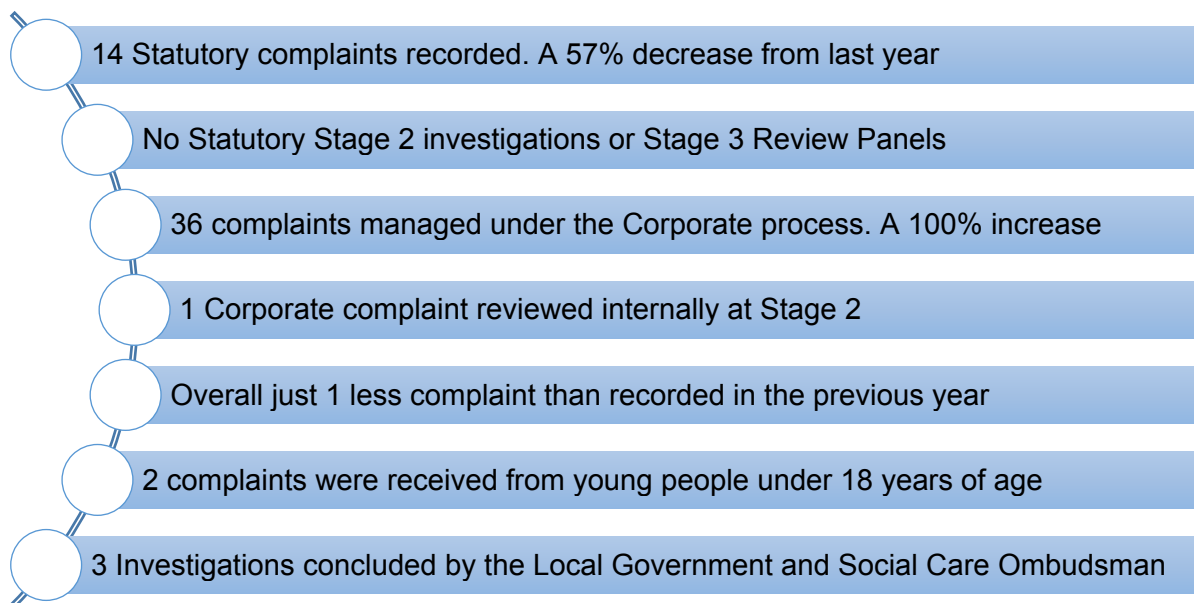 14 Statutory complaints recorded. A 57% decrease from last year
No Statutory Stage 2 investigations or Stage 3 Review Panels
36 complaints managed under the Corporate process. A 100% increase
1 Corporate complaint reviewed internally at Stage 2
Overall just 1 less complaint than recorded in the previous year
2 complaints were received from young people under 18 years of age
3 Investigations concluded by the Local Government and Social Care Ombudsman